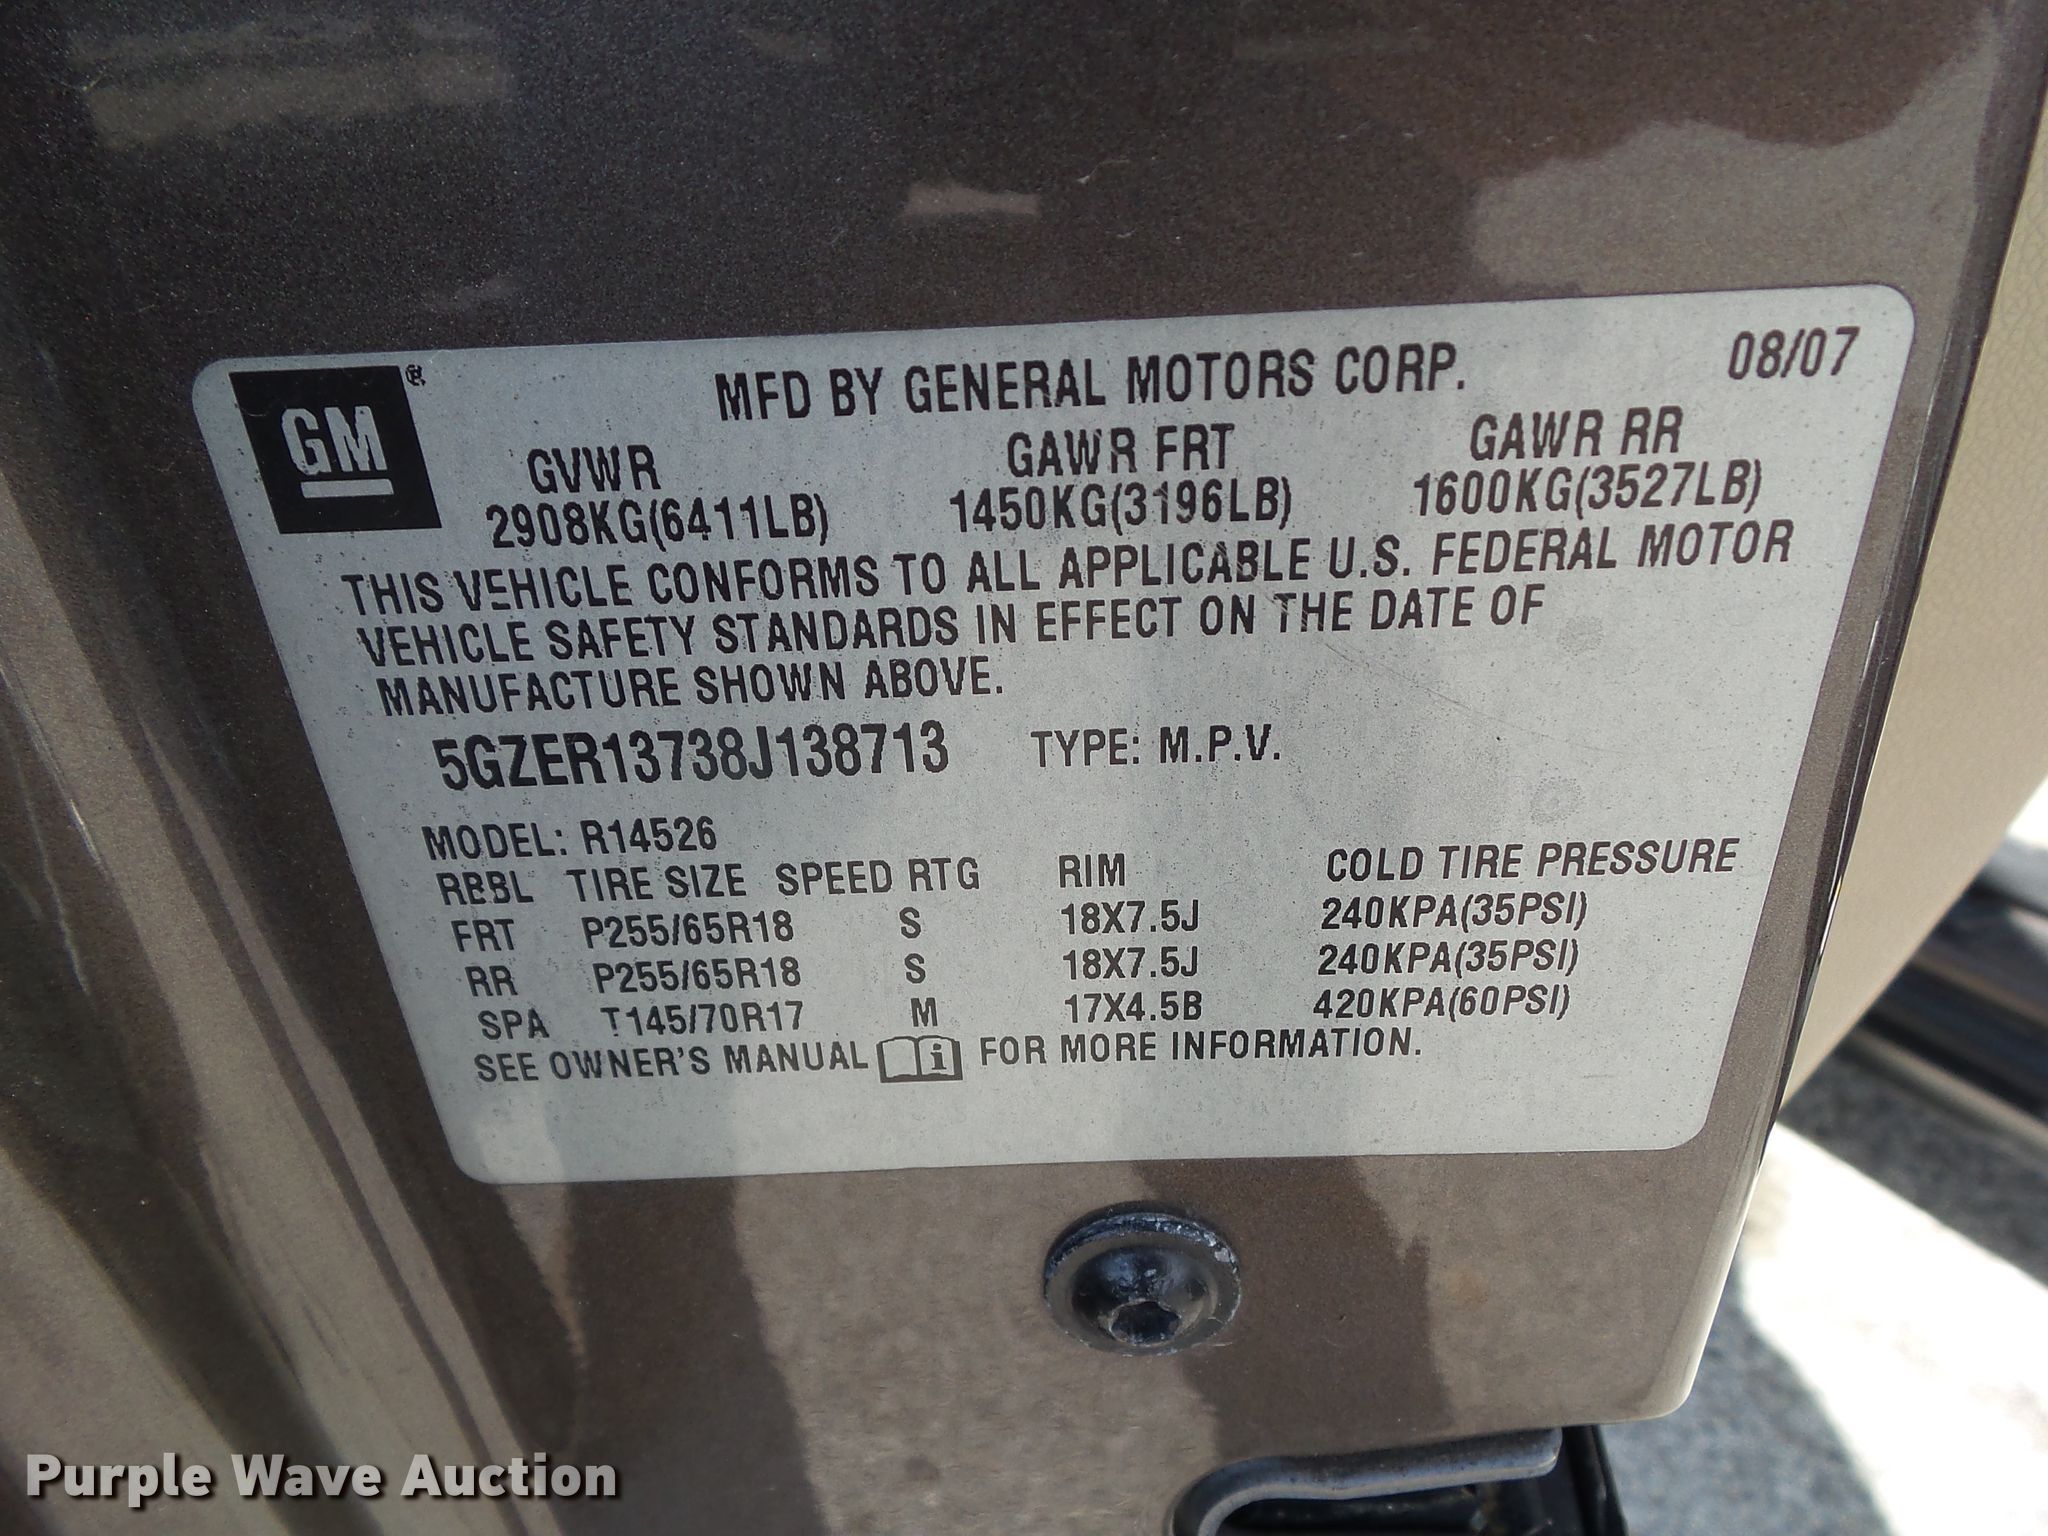 GM ®
MFD BY GENERAL MOTORS CORP. 08/07
GVWR GAWR FRT GAWR RR
2908KG(6411LB) 1450KG(3196LB) 1600KG(3527LB)
THIS VEHICLE CONFORMS TO ALL APPLICABLE U.S. FEDERAL MOTOR
VEHICLE SAFETY STANDARDS IN EFFECT ON THE DATE OF
MANUFACTURE SHOWN ABOVE.
5GZER13738J138713 TYPE: M.P.V.
MODEL: R14526
RBBL TIRE SIZE SPEED RTG RIM COLD TIRE PRESSURE
FRT P255/65R18 S 18X7.5J 240KPA(35PSI)
RR P255/65R18 S 18X7.5J 240KPA(35PSI)
SPA T145/70R17 M 17X4.5B 420KPA(60PSI)
SEE OWNER'S MANUAL i FOR MORE INFORMATION.
Purple Wave Auction